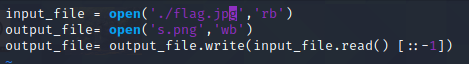 input_file = open('./flag.jpg','rb')
output_file= open('s.png','wb')
output_file= output_file.write(input_file.read() [::-1])
~